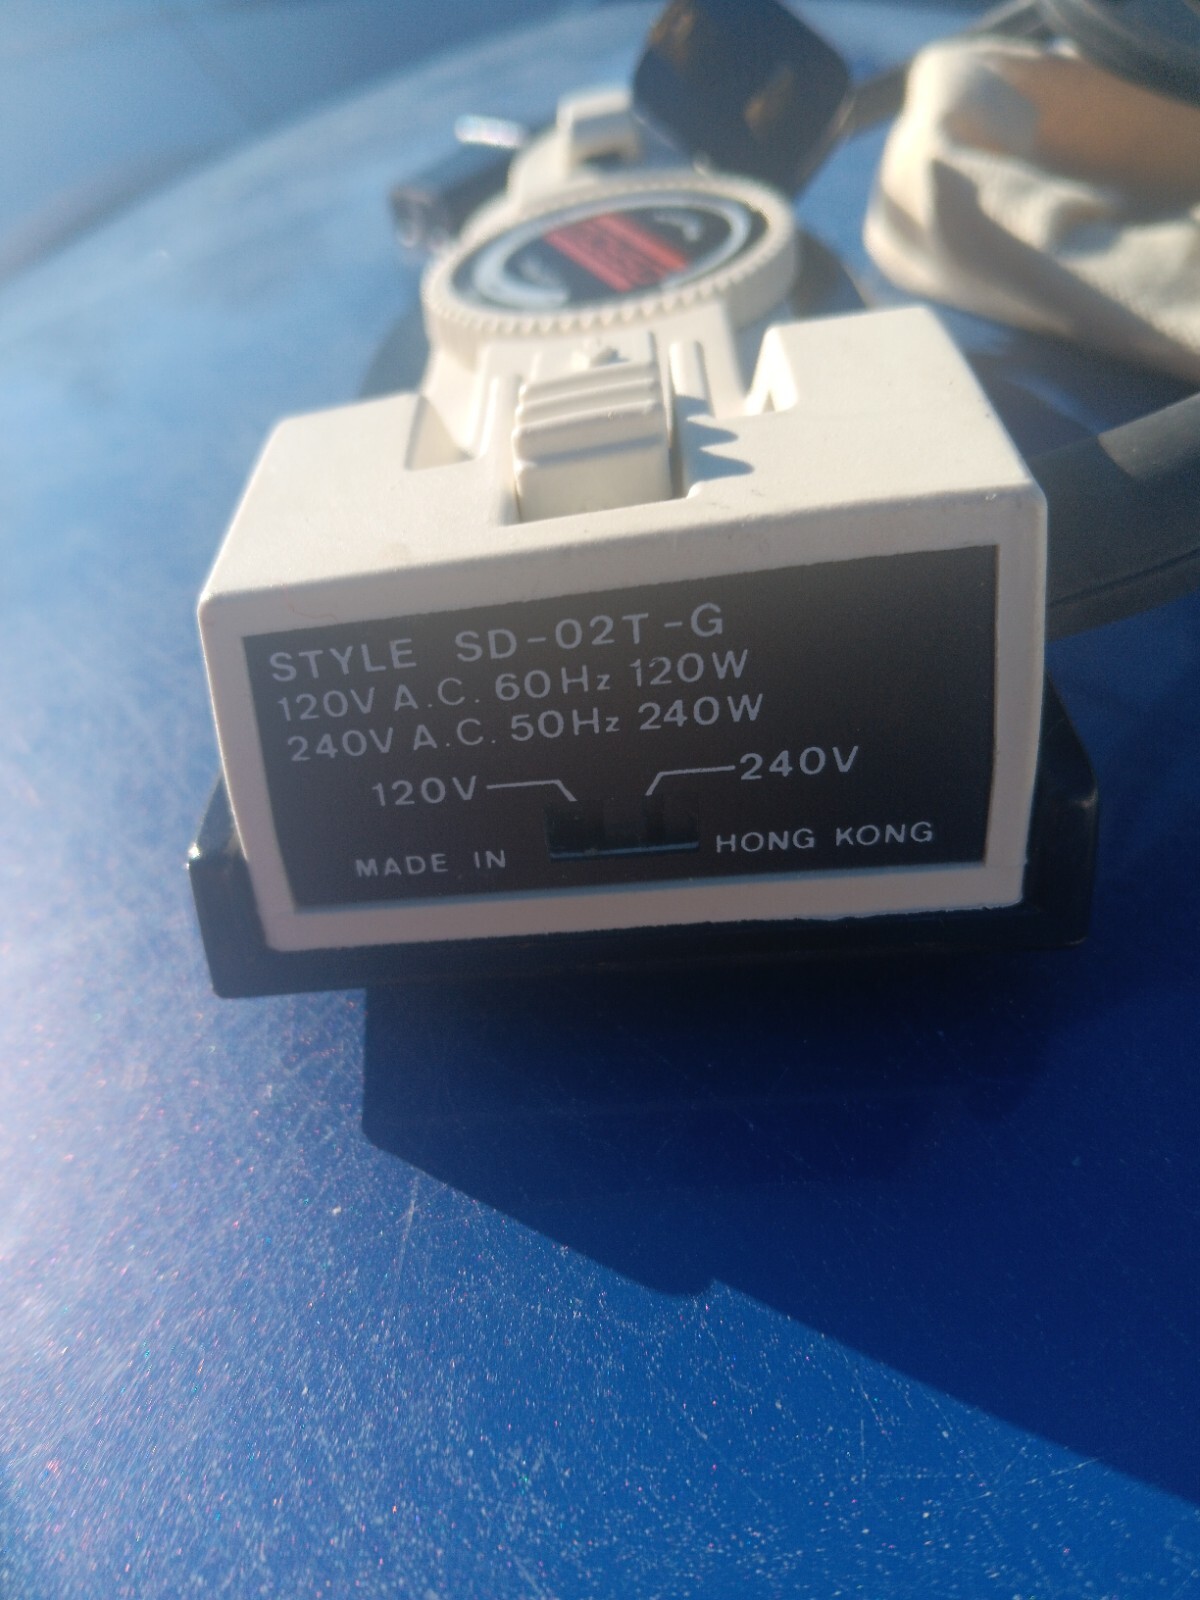 STYLE SD-02T-G
120V A.C. 60Hz 120W
240V A.C. 50Hz 240W
120V 240V
MADE IN HONG KONG